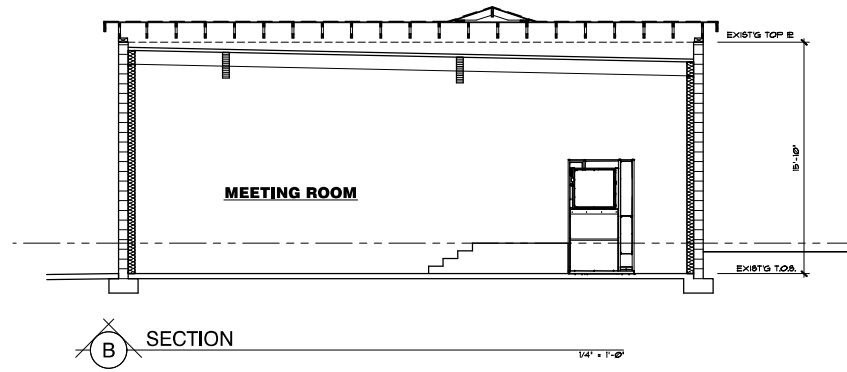 EXIST'G TOP PL
15'-10"
MEETING ROOM
EXIST'G T.O.S.
B SECTION
1/4" = 1'-0"